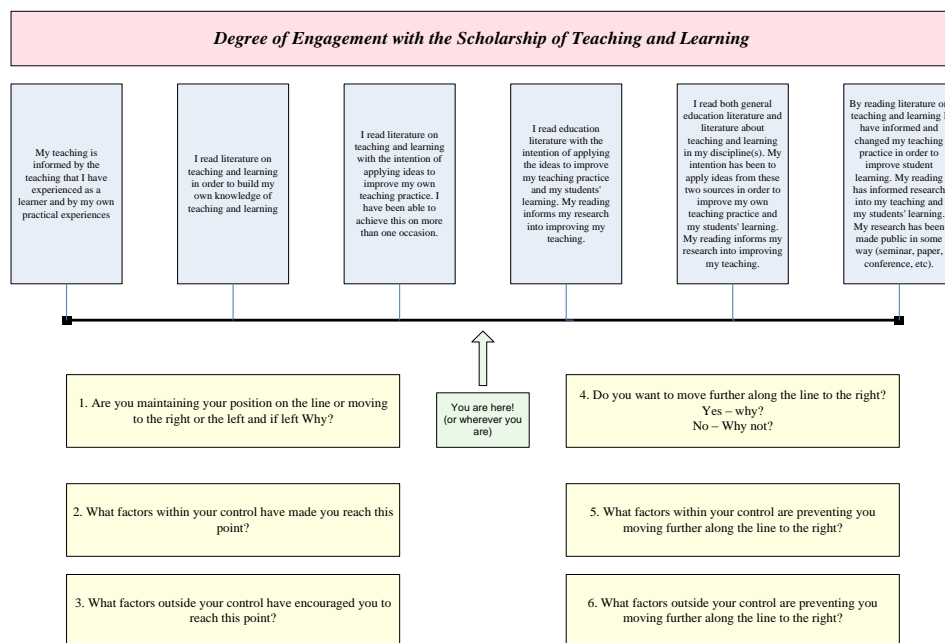 Degree of Engagement with the Scholarship of Teaching and Learning
My teaching is
informed by the
teaching that I have
experienced as a
learner and by my own
practical experiences
I read literature on
teaching and learning
in order to build my
own knowledge of
teaching and learning
I read literature on
teaching and learning
with the intention of
applying ideas to
improve my own
teaching practice. I
have been able to
achieve this on more
than one occasion.
I read education
literature with the
intention of applying
the ideas to improve
my teaching practice
and my students'
learning. My reading
informs my research
into improving my
teaching.
I read both general
education literature and
literature about
teaching and learning
in my discipline(s). My
intention has been to
apply ideas from these
two sources in order to
improve my own
teaching practice and
my students' learning.
My reading informs my
research into improving
my teaching.
By reading literature on
teaching and learning I
have informed and
changed my teaching
practice in order to
improve student
learning. My reading
has informed research
into my teaching and
my students' learning.
My research has been
made public in some
way (seminar, paper,
conference, etc).
1. Are you maintaining your position on the line or moving
to the right or the left and if left Why?
You are here!
(or wherever you
are)
4. Do you want to move further along the line to the right?
Yes – why?
No – Why not?
2. What factors within your control have made you reach this
point?
5. What factors within your control are preventing you
moving further along the line to the right?
3. What factors outside your control have encouraged you to
reach this point?
6. What factors outside your control are preventing you
moving further along the line to the right?